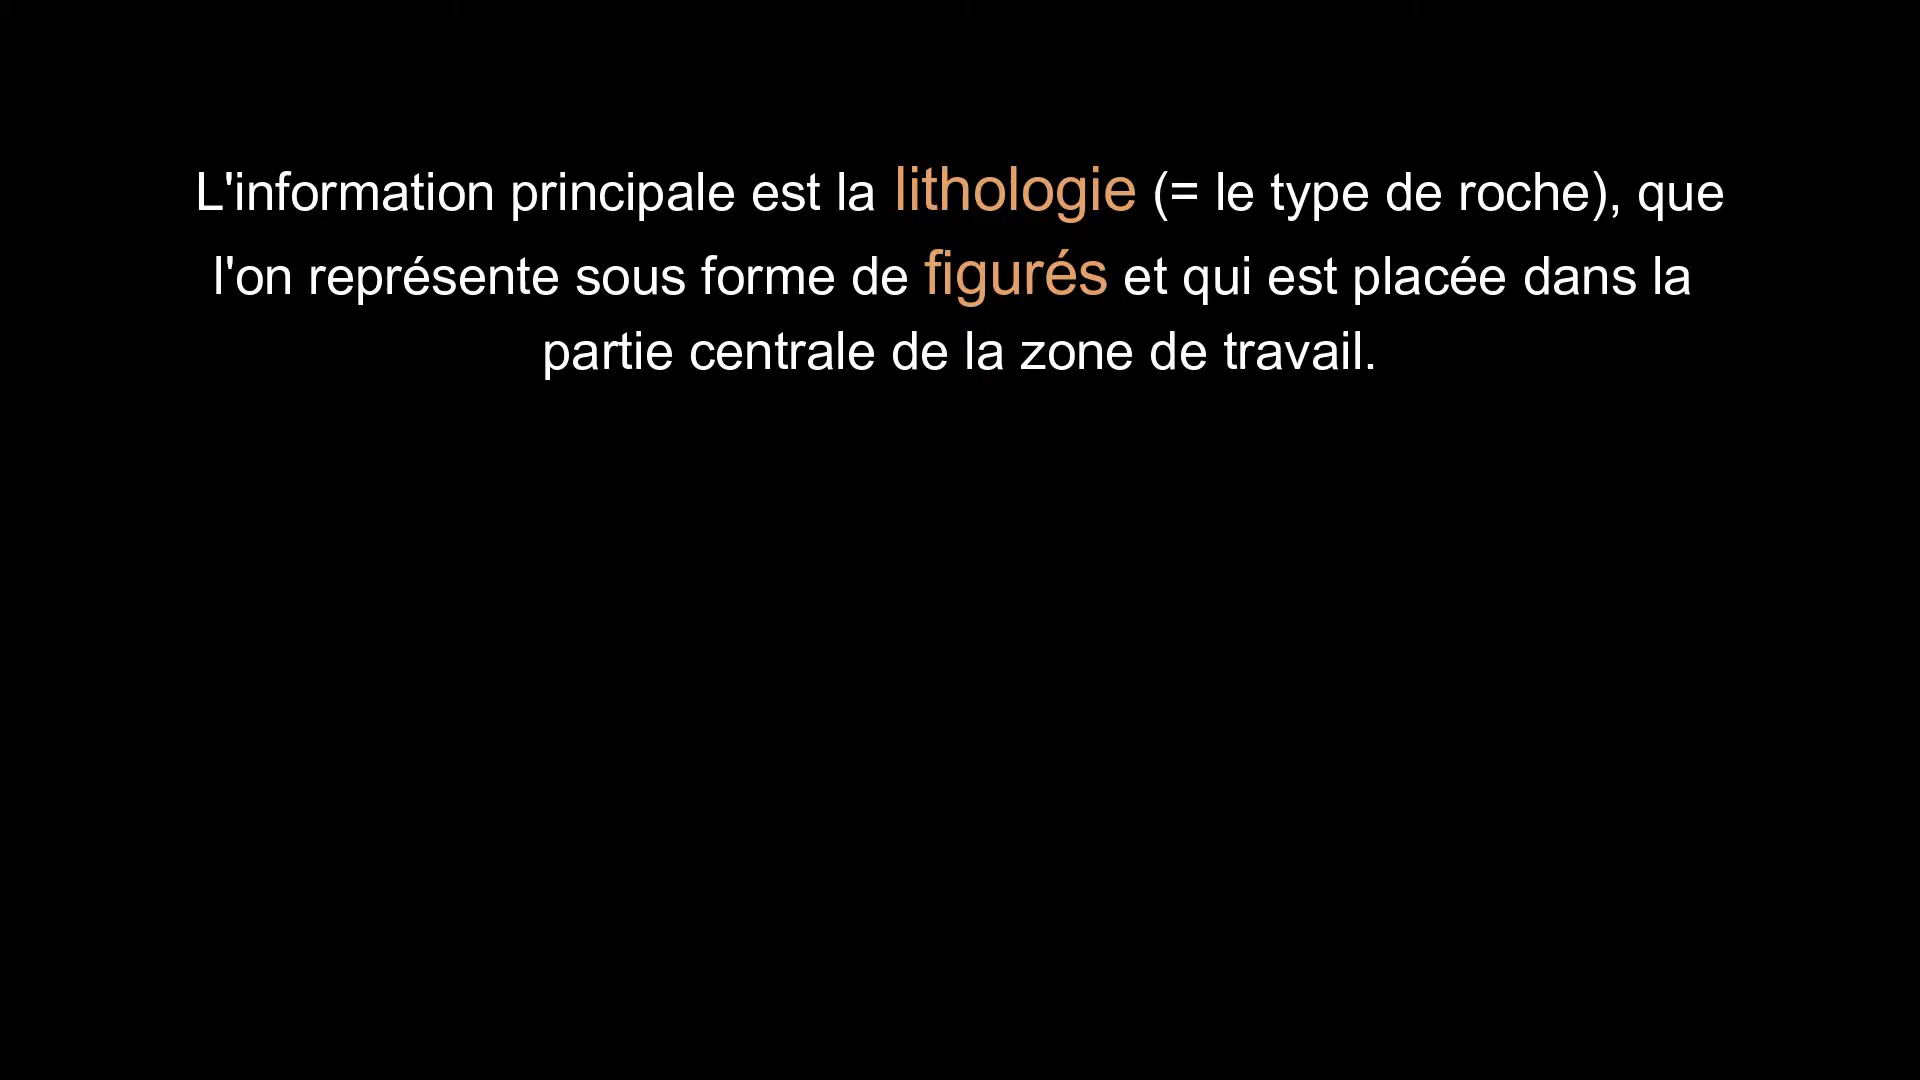 L'information principale est la lithologie (= le type de roche), que
l'on représente sous forme de figurés et qui est placée dans la
partie centrale de la zone de travail.